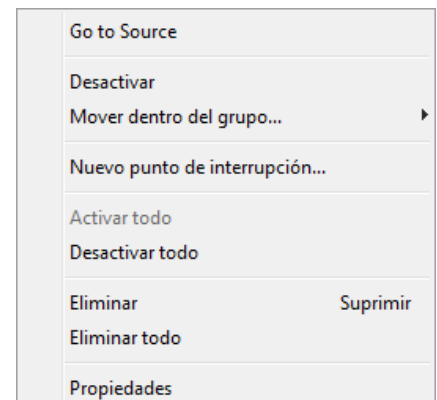 Go to Source
Desactivar
Mover dentro del grupo...
Nuevo punto de interrupción...
Activar todo
Desactivar todo
Eliminar Suprimir
Eliminar todo
Propiedades